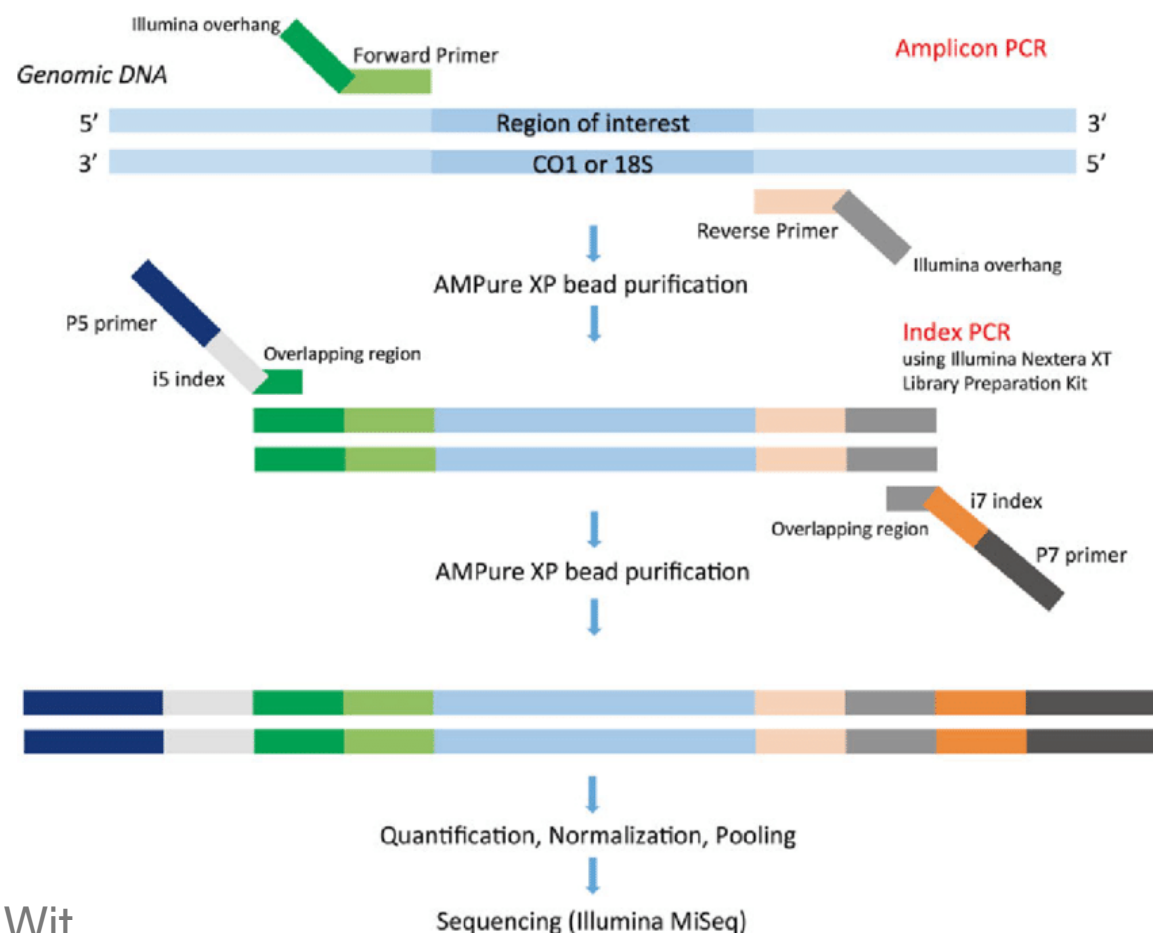 Illumina overhang
Forward Primer
Amplicon PCR
Genomic DNA
5’ Region of interest 3’
3’ CO1 or 18S 5’
Reverse Primer
Illumina overhang
AMPure XP bead purification
P5 primer
i5 index
Overlapping region
Index PCR
using Illumina Nextera XT
Library Preparation Kit
i7 index
Overlapping region
P7 primer
AMPure XP bead purification
Quantification, Normalization, Pooling
Sequencing (Illumina MiSeq)
Wit